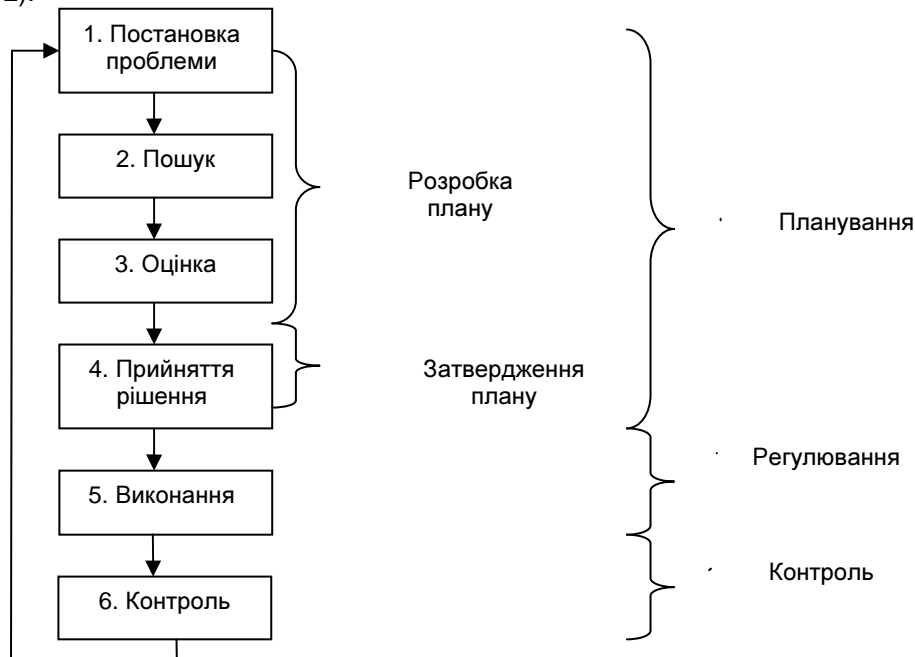 2).
1. Постановка
проблеми
2. Пошук
3. Оцінка
4. Прийняття
рішення
5. Виконання
6. Контроль
Розробка
плану
Затвердження
плану
Планування
Регулювання
Контроль